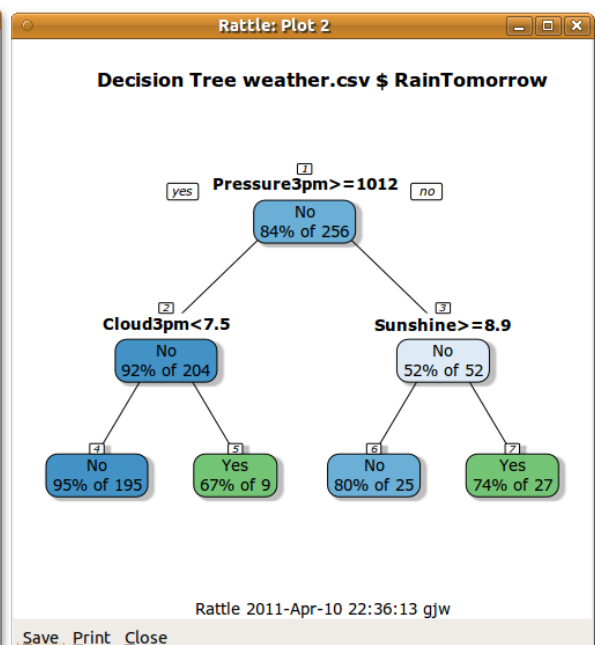 Rattle: Plot 2
Decision Tree weather.csv $ RainTomorrow
1
yes Pressure3pm>=1012 no
No
84% of 256
2 3
Cloud3pm<7.5 Sunshine>=8.9
No No
92% of 204 52% of 52
4 5 6 7
No Yes No Yes
95% of 195 67% of 9 80% of 25 74% of 27
Rattle 2011-Apr-10 22:36:13 gjw
Save Print Close